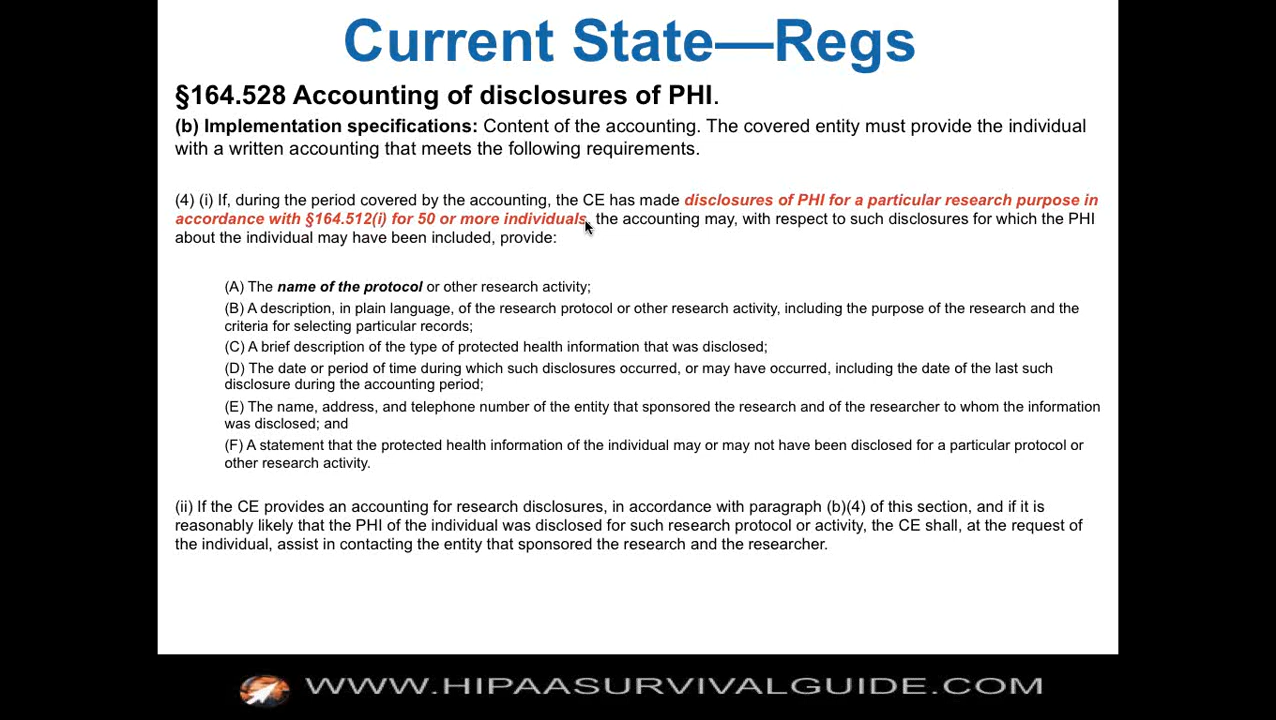 Current State—Regs
§164.528 Accounting of disclosures of PHI.
(b) Implementation specifications: Content of the accounting. The covered entity must provide the individual
with a written accounting that meets the following requirements.
(4) (i) If, during the period covered by the accounting, the CE has made disclosures of PHI for a particular research purpose in
accordance with §164.512(i) for 50 or more individuals, the accounting may, with respect to such disclosures for which the PHI
about the individual may have been included, provide:
(A) The name of the protocol or other research activity;
(B) A description, in plain language, of the research protocol or other research activity, including the purpose of the research and the
criteria for selecting particular records;
(C) A brief description of the type of protected health information that was disclosed;
(D) The date or period of time during which such disclosures occurred, or may have occurred, including the date of the last such
disclosure during the accounting period;
(E) The name, address, and telephone number of the entity that sponsored the research and of the researcher to whom the information
was disclosed; and
(F) A statement that the protected health information of the individual may or may not have been disclosed for a particular protocol or
other research activity.
(ii) If the CE provides an accounting for research disclosures, in accordance with paragraph (b)(4) of this section, and if it is
reasonably likely that the PHI of the individual was disclosed for such research protocol or activity, the CE shall, at the request of
the individual, assist in contacting the entity that sponsored the research and the researcher.
WWW.HIPAASURVIVALGUIDE.COM